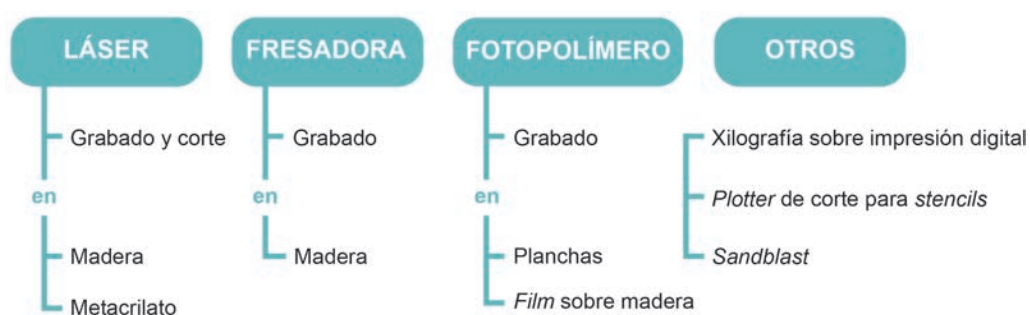 LÁSER
Grabado y corte
en
Madera
Metacrilato
FRESADORA
Grabado
en
Madera
FOTOPOLÍMERO
Grabado
en
Planchas
Film sobre madera
OTROS
Xilografía sobre impresión digital
Plotter de corte para stencils
Sandblast